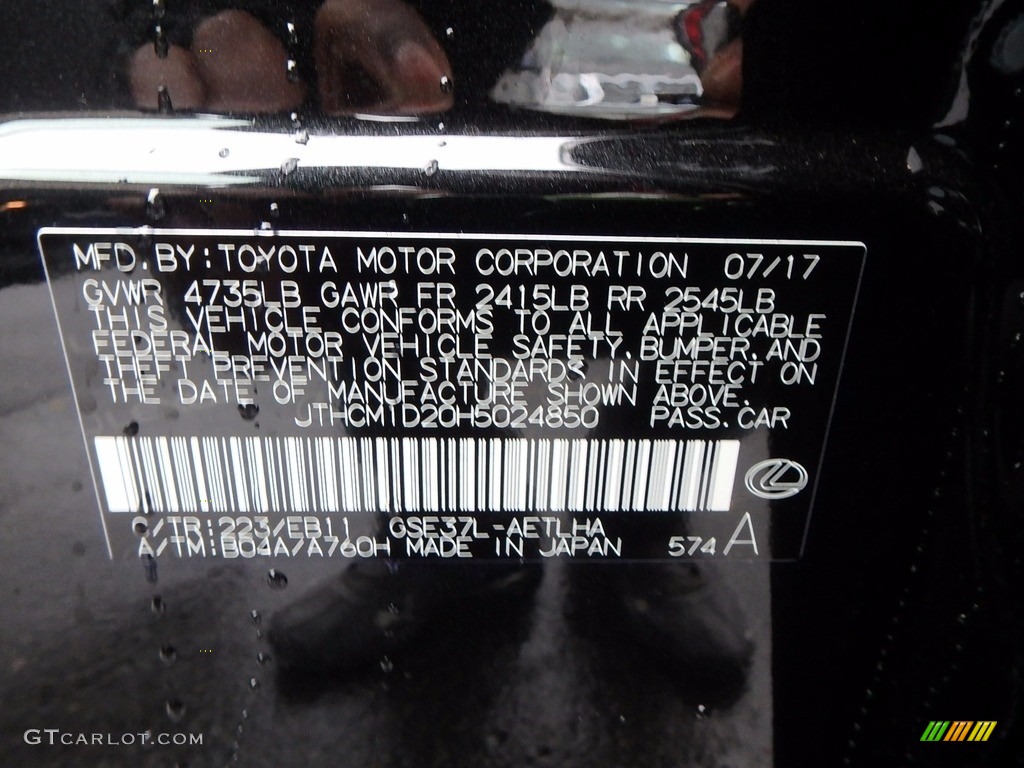 MFD.BY:TOYOTA MOTOR CORPORATION 07/17
GVWR 4735LB GAWR FR 2415LB RR 2545LB
THIS VEHICLE CONFORMS TO ALL APPLICABLE
FEDERAL MOTOR VEHICLE SAFETY,BUMPER,AND
THEFT PREVENTION STANDARDS IN EFFECT ON
THE DATE OF MANUFACTURE SHOWN ABOVE.
JTHCM1D20H5024850 PASS.CAR
C/TR:223/EB11 GSE37L-AETLHA
A/TM:B04A/A760H MADE IN JAPAN 574 A
GTCARLOT.COM